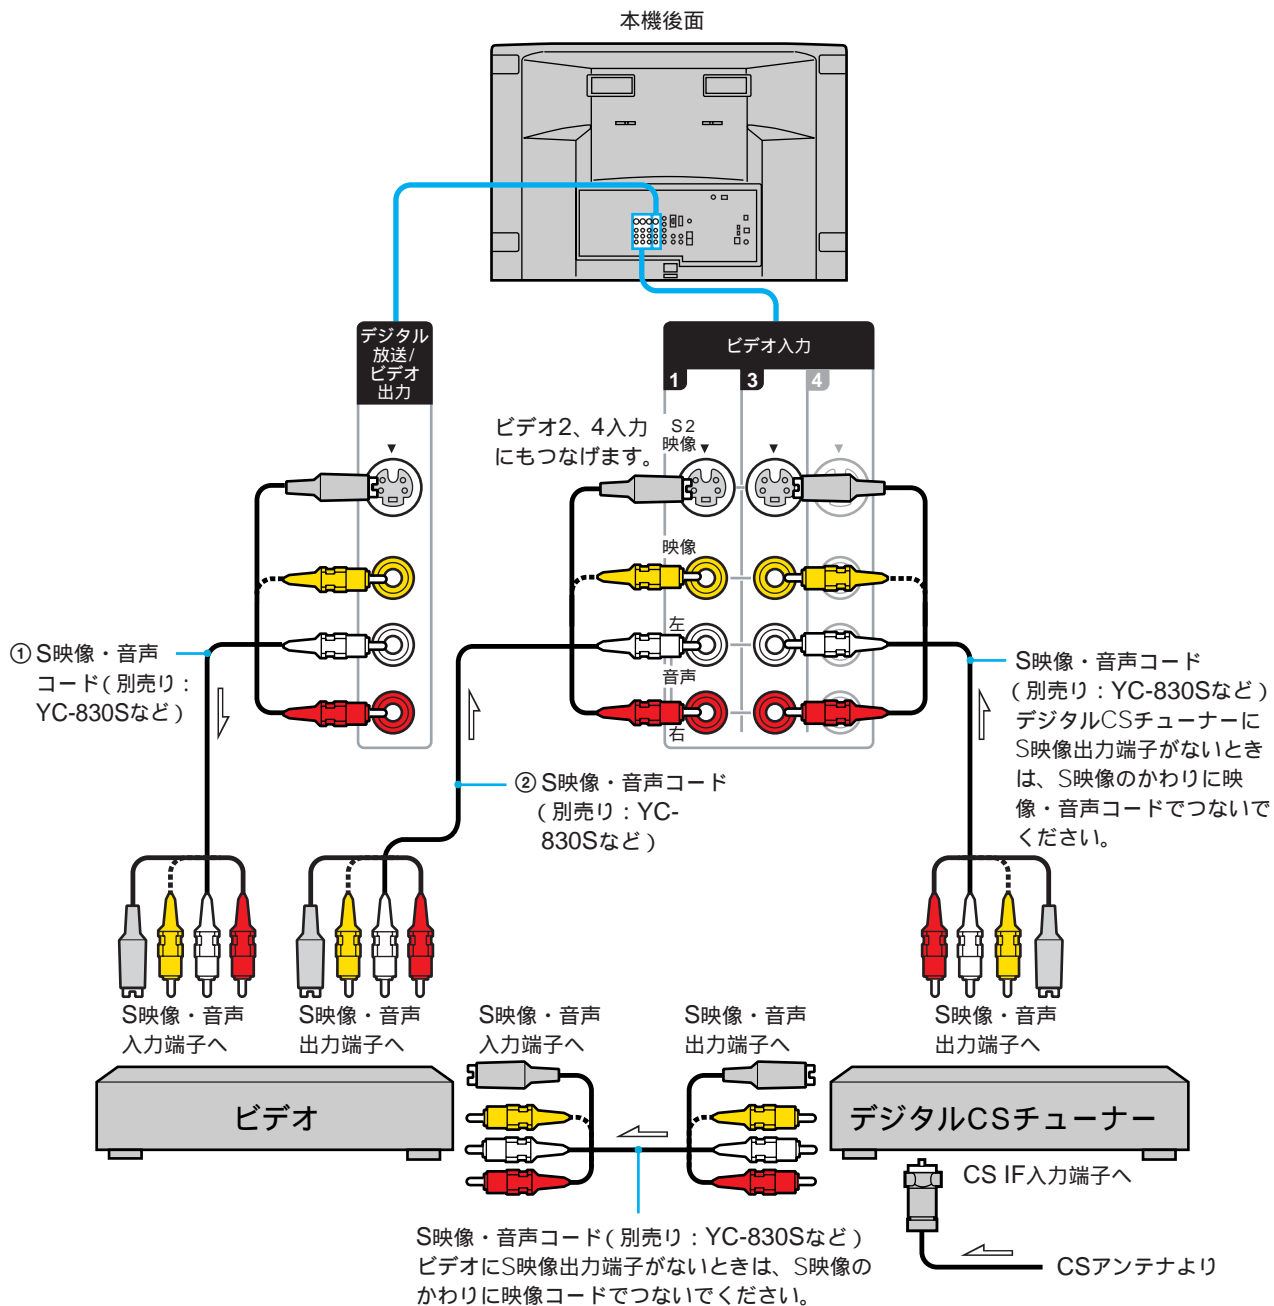 本機後面
デジタル
放送/
ビデオ
出力
ビデオ入力
1
3
4
ビデオ2、4入力
にもつなげます。
S2
映像
映像
左
音声
右
①S映像・音声
コード(別売り:
YC-830Sなど)
②S映像・音声コード
(別売り:YC-
830Sなど)
S映像・音声コード
(別売り:YC-830Sなど)
デジタルCSチューナーに
S映像出力端子がないとき
は、S映像のかわりに映
像・音声コードでつないで
ください。
S映像・音声
入力端子へ
S映像・音声
出力端子へ
S映像・音声
入力端子へ
S映像・音声
出力端子へ
S映像・音声
出力端子へ
ビデオ
デジタルCSチューナー
CS IF入力端子へ
CSアンテナより
S映像・音声コード(別売り:YC-830Sなど)
ビデオにS映像出力端子がないときは、S映像の
かわりに映像コードでつないでください。